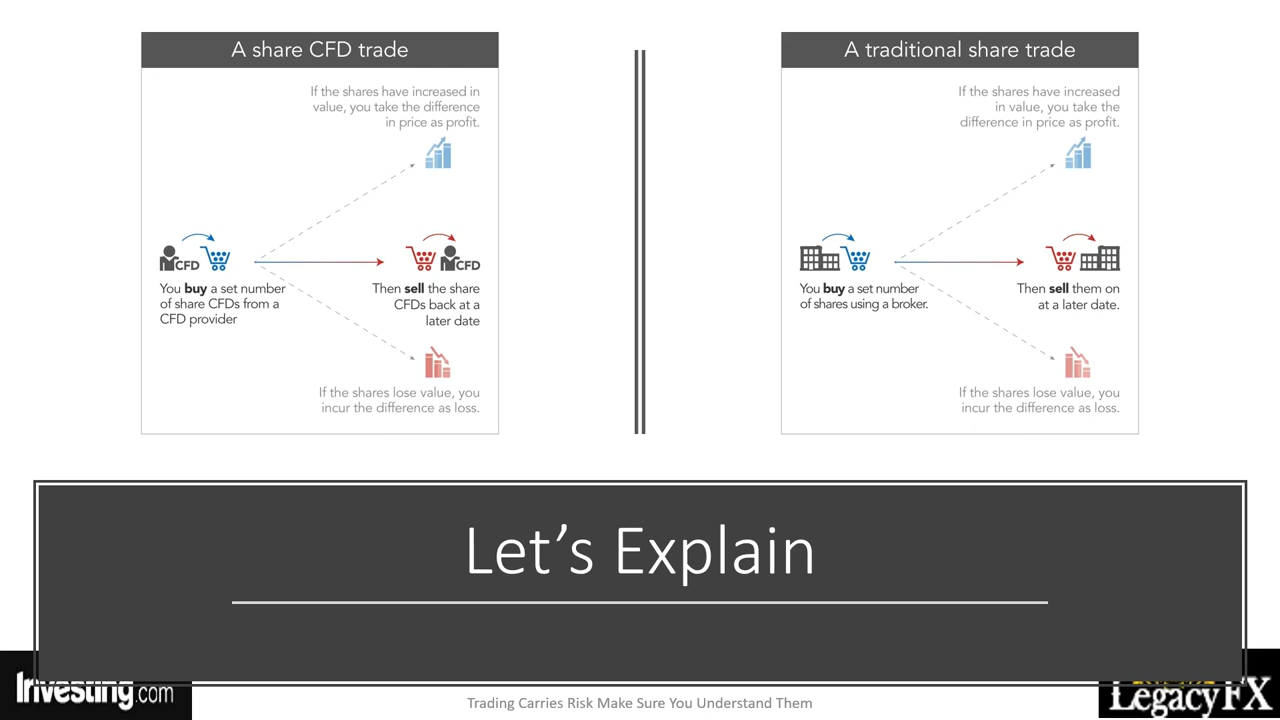 A share CFD trade
If the shares have increased in
value, you take the difference
in price as profit.
CFD
CFD
You buy a set number
of share CFDs from a
CFD provider
Then sell the share
CFDs back at a
later date
If the shares lose value, you
incur the difference as loss.
A traditional share trade
If the shares have increased
in value, you take the
difference in price as profit.
You buy a set number
of shares using a broker.
Then sell them on
at a later date.
If the shares lose value, you
incur the difference as loss.
Let's Explain
Investing.com
Trading Carries Risk Make Sure You Understand Them
LegacyFX